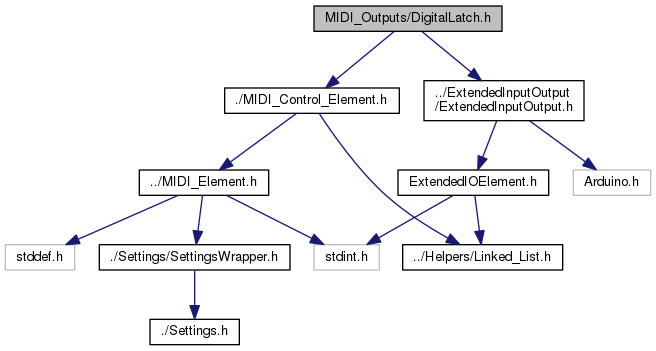 MIDI_Outputs/DigitalLatch.h
./MIDI_Control_Element.h
../ExtendedInputOutput
/ExtendedInputOutput.h
../MIDI_Element.h
ExtendedIOElement.h
Arduino.h
stddef.h
./Settings/SettingsWrapper.h
stdint.h
../Helpers/Linked_List.h
./Settings.h